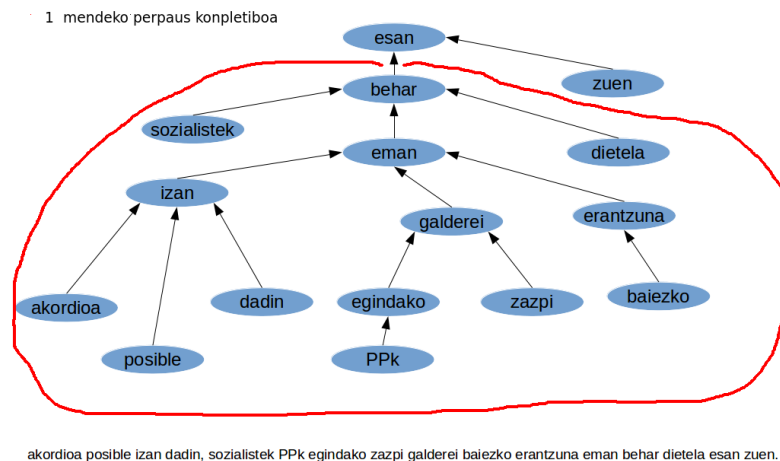 1 mendeko perpaus konpletiboa
esan
zuen
behar
sozialistek
eman
dietela
izan
galderei
erantzuna
akordioa
dadin
egindako
zazpi
baiezko
posible
PPk
akordioa posible izan dadin, sozialistek PPk egindako zazpi galderei baiezko erantzuna eman behar dietela esan zuen.